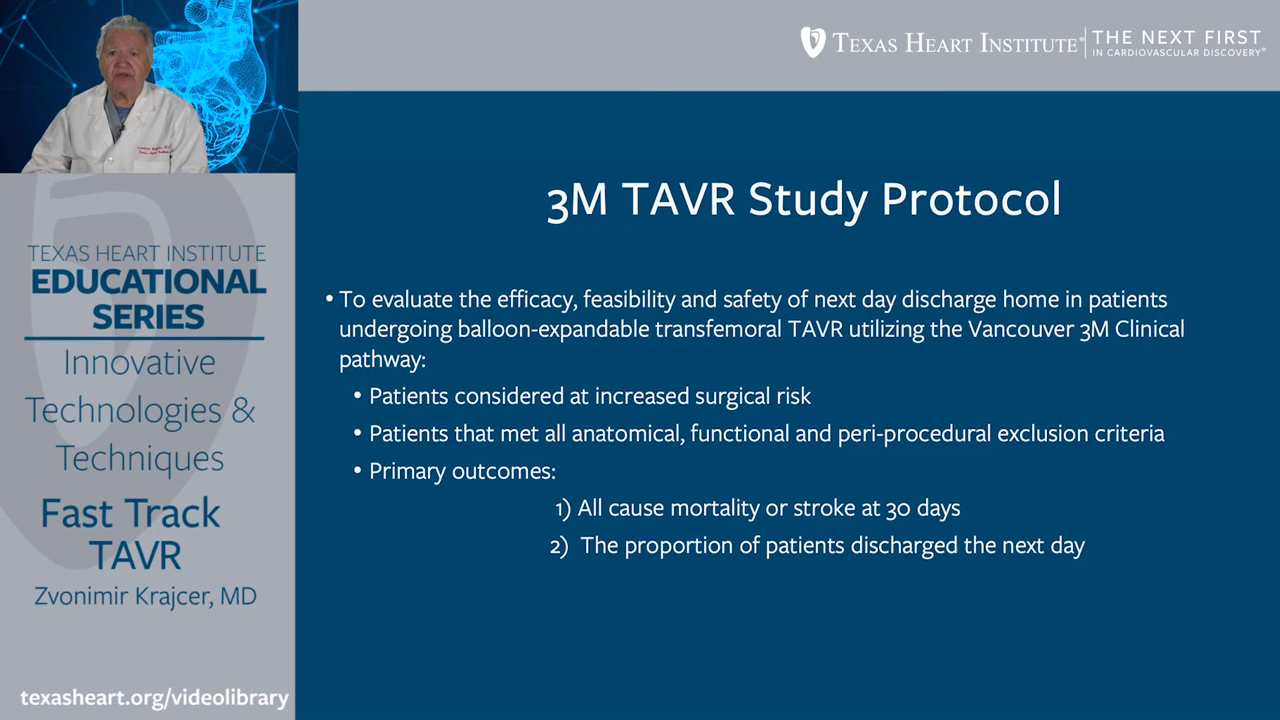 TEXAS HEART INSTITUTE® THE NEXT FIRST
IN CARDIOVASCULAR DISCOVERY®
TEXAS HEART INSTITUTE
EDUCATIONAL
SERIES
Innovative
Technologies &
Techniques
Fast Track
TAVR
Zvonimir Krajcer, MD
texasheart.org/videolibrary
3M TAVR Study Protocol
• To evaluate the efficacy, feasibility and safety of next day discharge home in patients
undergoing balloon-expandable transfemoral TAVR utilizing the Vancouver 3M Clinical
pathway:
• Patients considered at increased surgical risk
• Patients that met all anatomical, functional and peri-procedural exclusion criteria
• Primary outcomes:
1) All cause mortality or stroke at 30 days
2) The proportion of patients discharged the next day